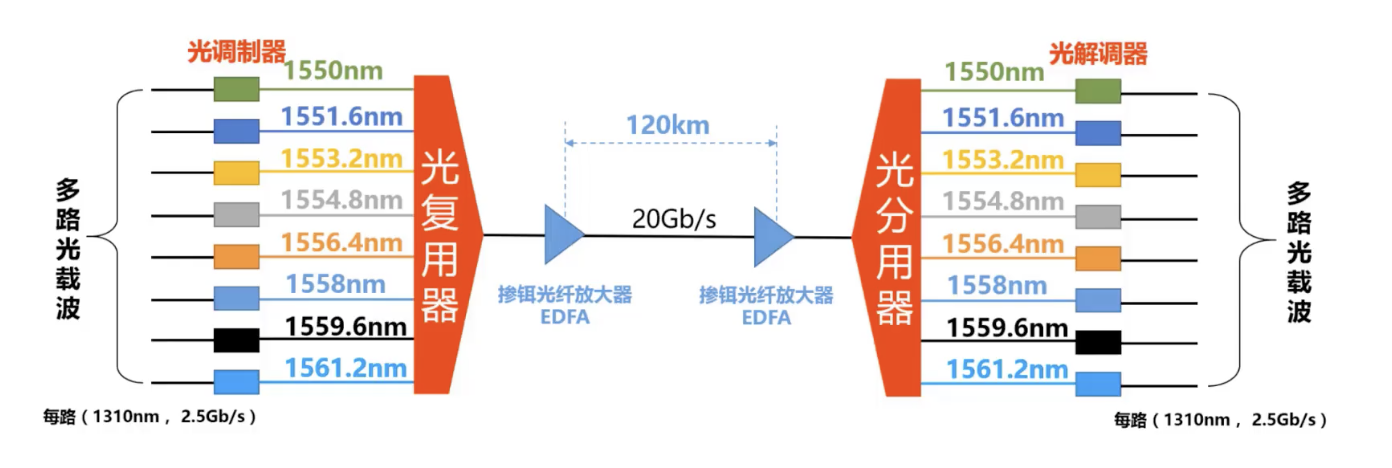 光调制器
1550nm
1551.6nm
1553.2nm
1554.8nm
1556.4nm
1558nm
1559.6nm
1561.2nm
多路光载波
每路（1310nm ，2.5Gb/s）
光复用器
120km
20Gb/s
掺铒光纤放大器
EDFA
掺铒光纤放大器
EDFA
光分用器
光解调器
1550nm
1551.6nm
1553.2nm
1554.8nm
1556.4nm
1558nm
1559.6nm
1561.2nm
多路光载波
每路（1310nm ，2.5Gb/s）